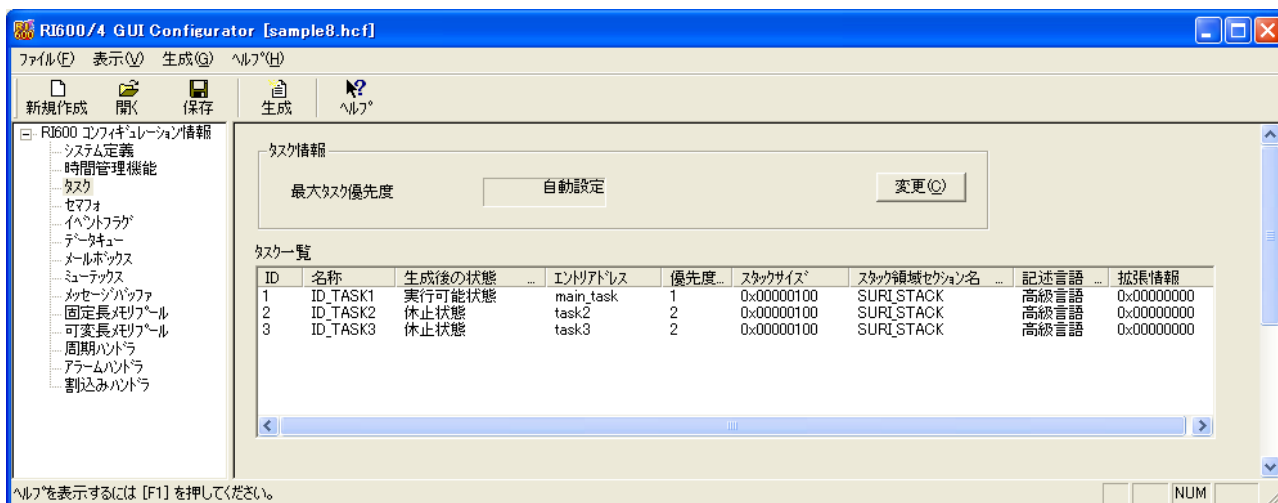 RI600/4 GUI Configurator [sample8.hcf]
ファイル(F) 表示(V) 生成(G) ヘルプ(H)
新規作成 開く 保存 生成 ヘルプ
RI600 コンフィギュレーション情報
システム定義
時間管理機能
タスク
セマフォ
イベントフラグ
データキュー
メールボックス
ミューテックス
メッセージバッファ
固定長メモリプール
可変長メモリプール
周期ハンドラ
アラームハンドラ
割込みハンドラ
タスク情報
最大タスク優先度 自動設定 変更(C)
タスク一覧
ID 名称 生成後の状態 ... エントリアドレス 優先度... スタックサイズ スタック領域セクション名 ... 記述言語 ... 拡張情報
1 ID_TASK1 実行可能状態 main_task 1 0x00000100 SURI_STACK 高級言語 0x00000000
2 ID_TASK2 休止状態 task2 2 0x00000100 SURI_STACK 高級言語 0x00000000
3 ID_TASK3 休止状態 task3 2 0x00000100 SURI_STACK 高級言語 0x00000000
ヘルプを表示するには [F1] を押してください。 NUM